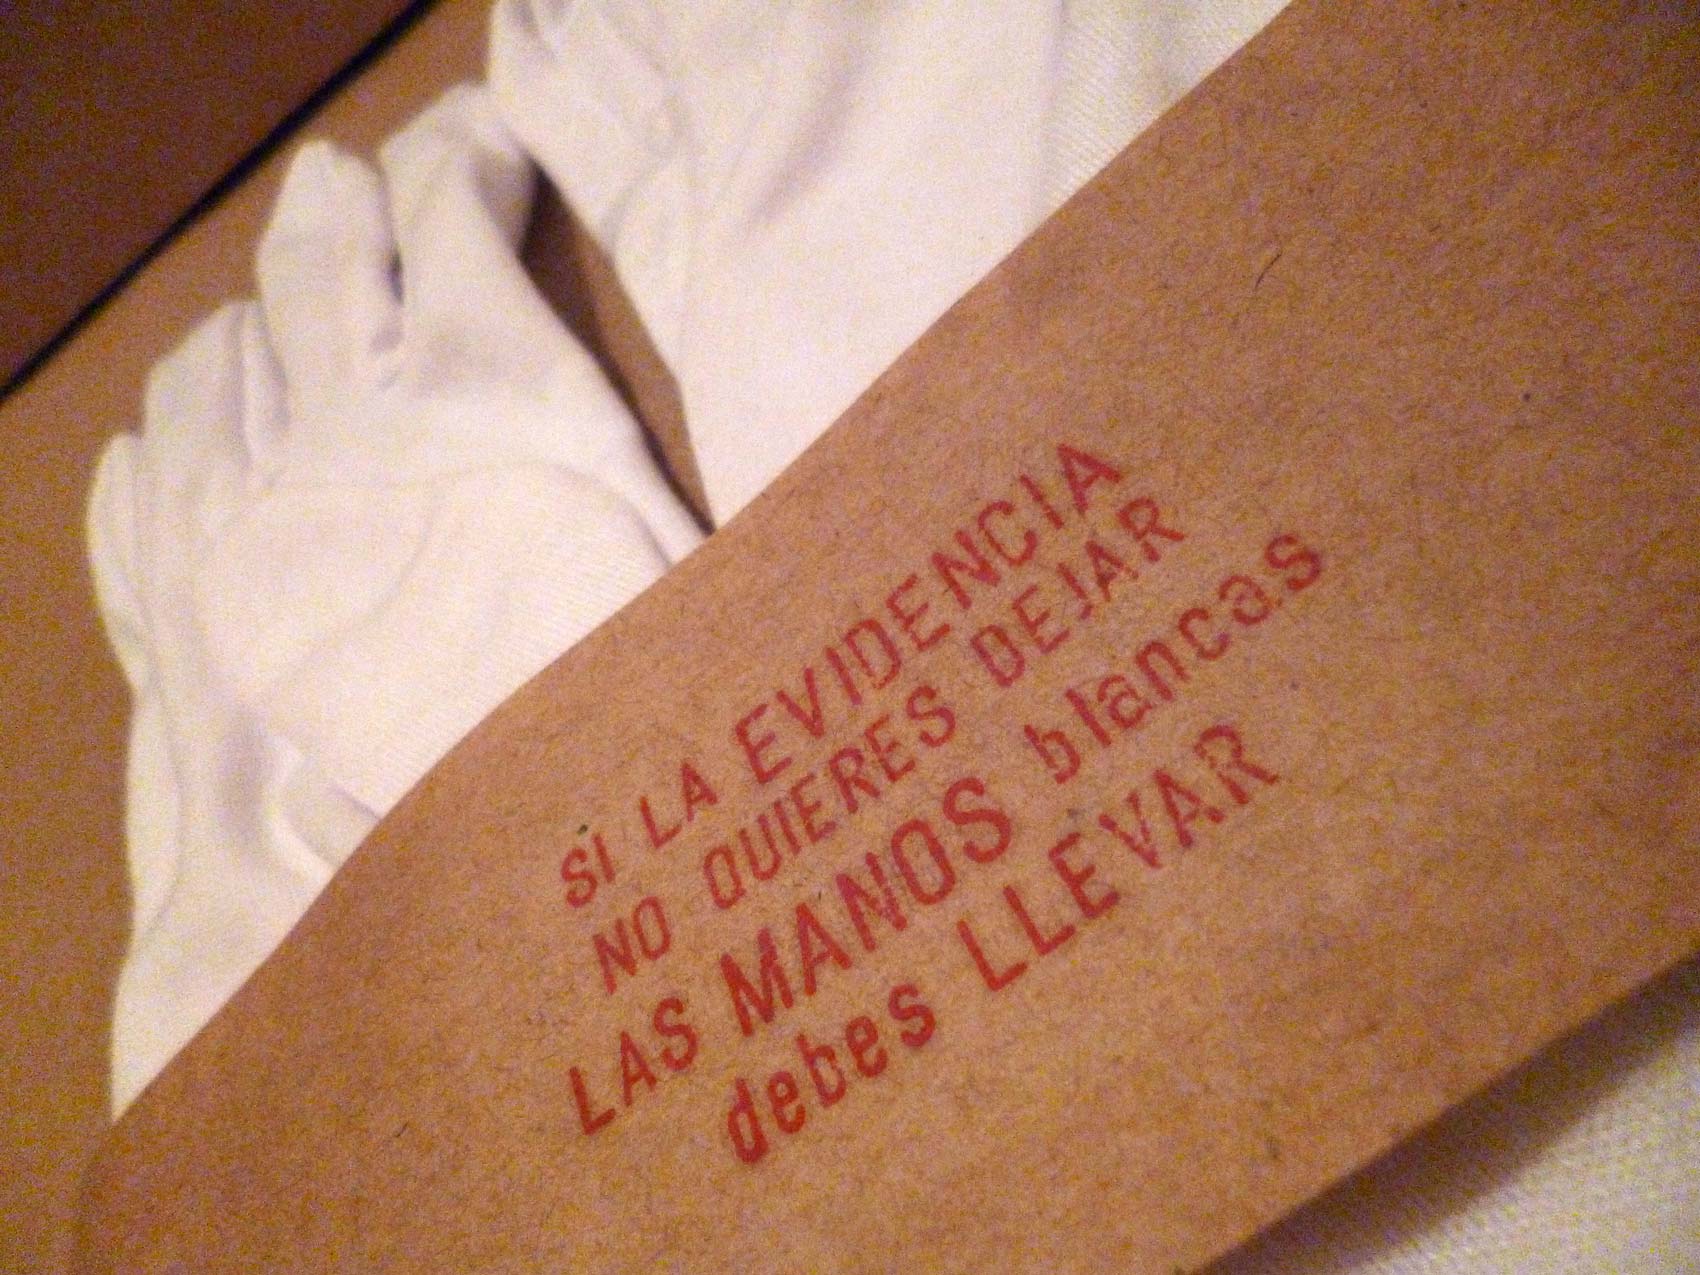 SI LA EVIDENCIA
NO QUIERES DEJAR
LAS MANOS blancas
debes LLEVAR